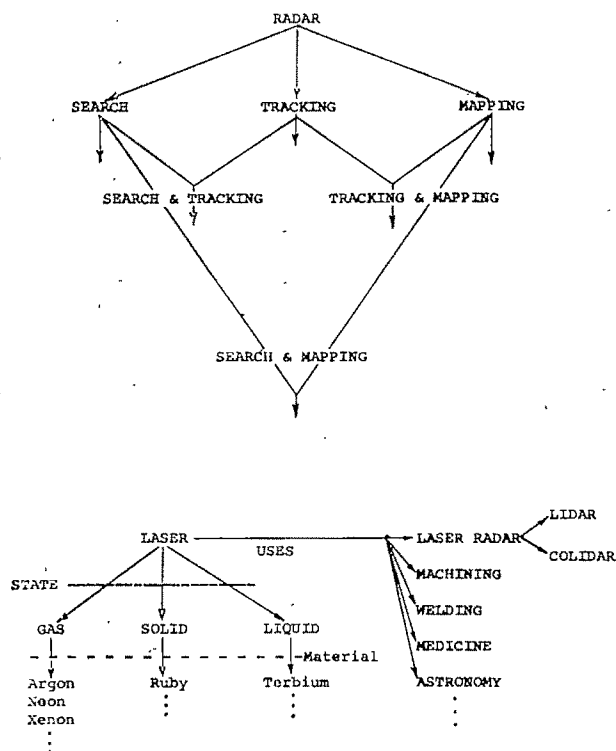 RADAR
SEARCH TRACKING MAPPING
SEARCH & TRACKING TRACKING & MAPPING
SEARCH & MAPPING
LIDAR
LASER USES LASER RADAR
COLIDAR
STATE MACHINING
WELDING
GAS SOLID LIQUID
MEDICINE
Material
Argon Ruby Terbium ASTRONOMY
Neon
Xenon